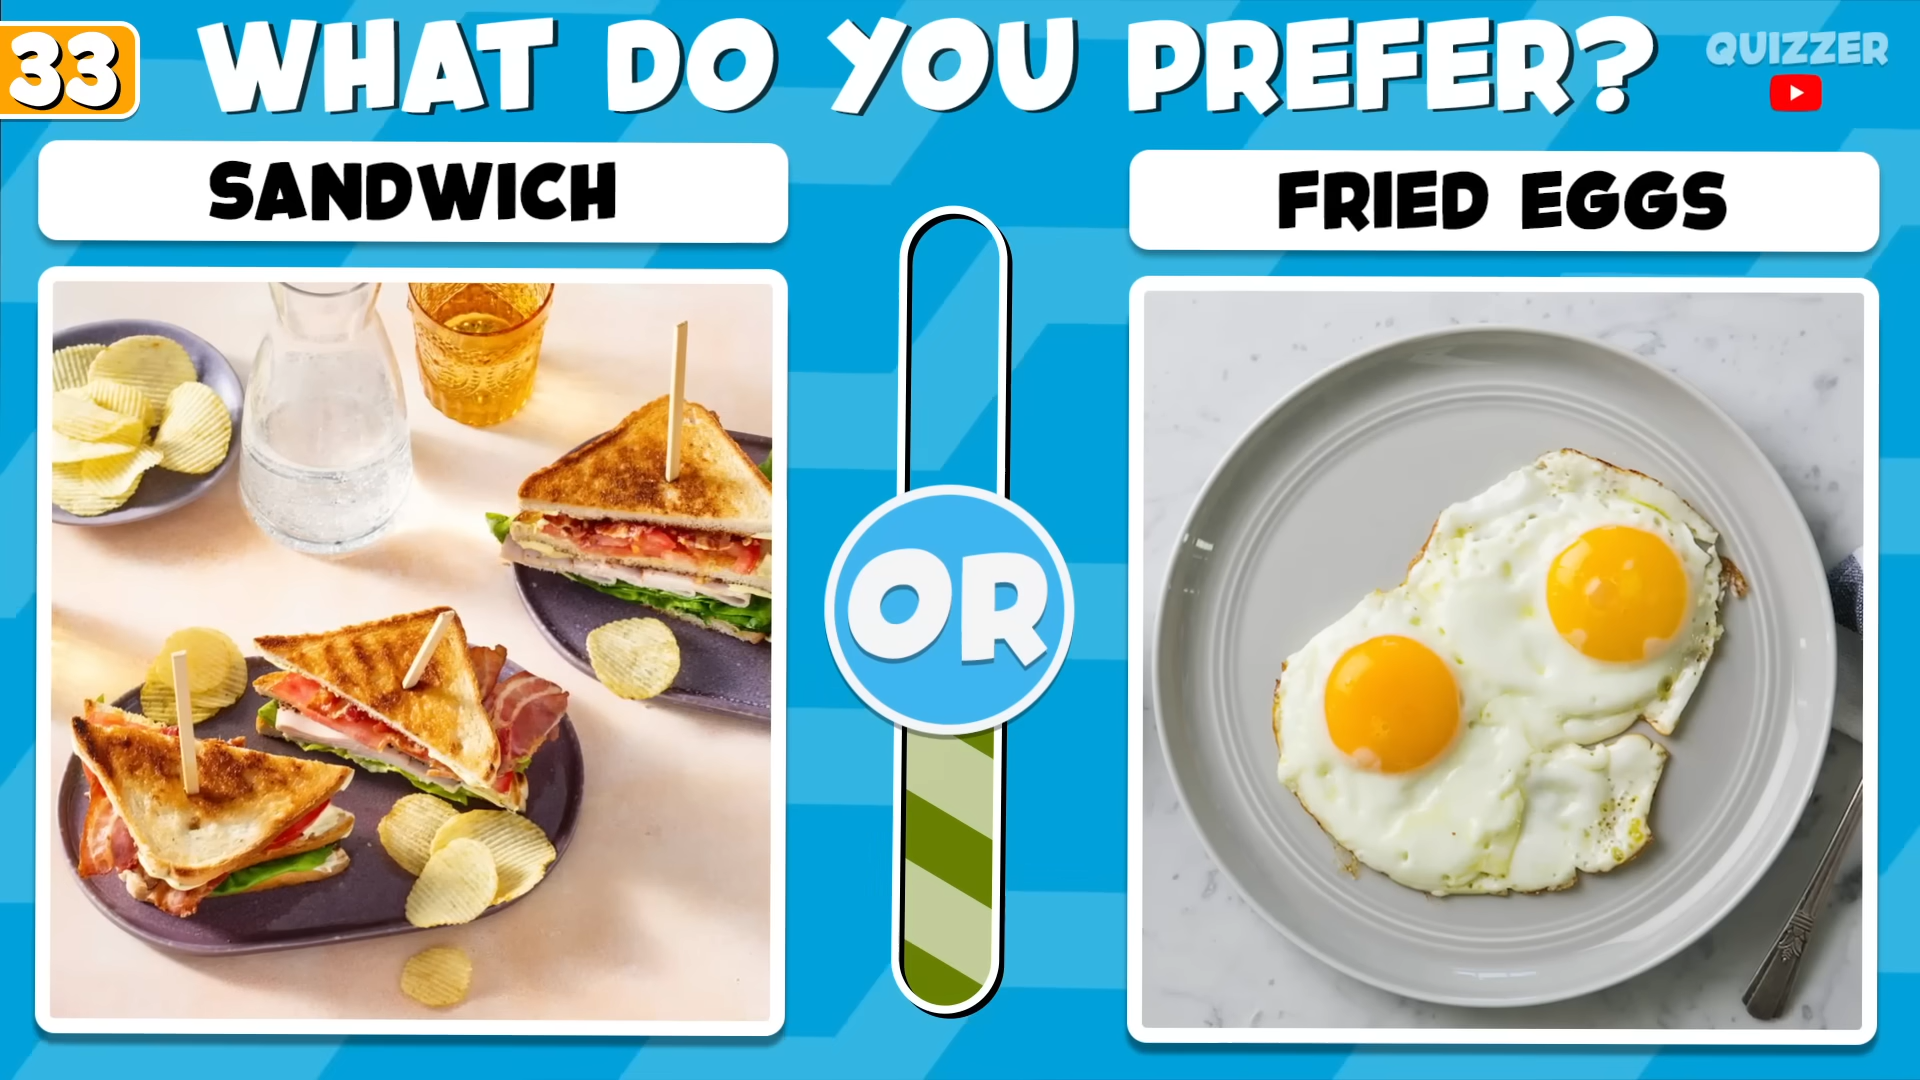 33
WHAT DO YOU PREFER?
QUIZZER
SANDWICH
FRIED EGGS
OR